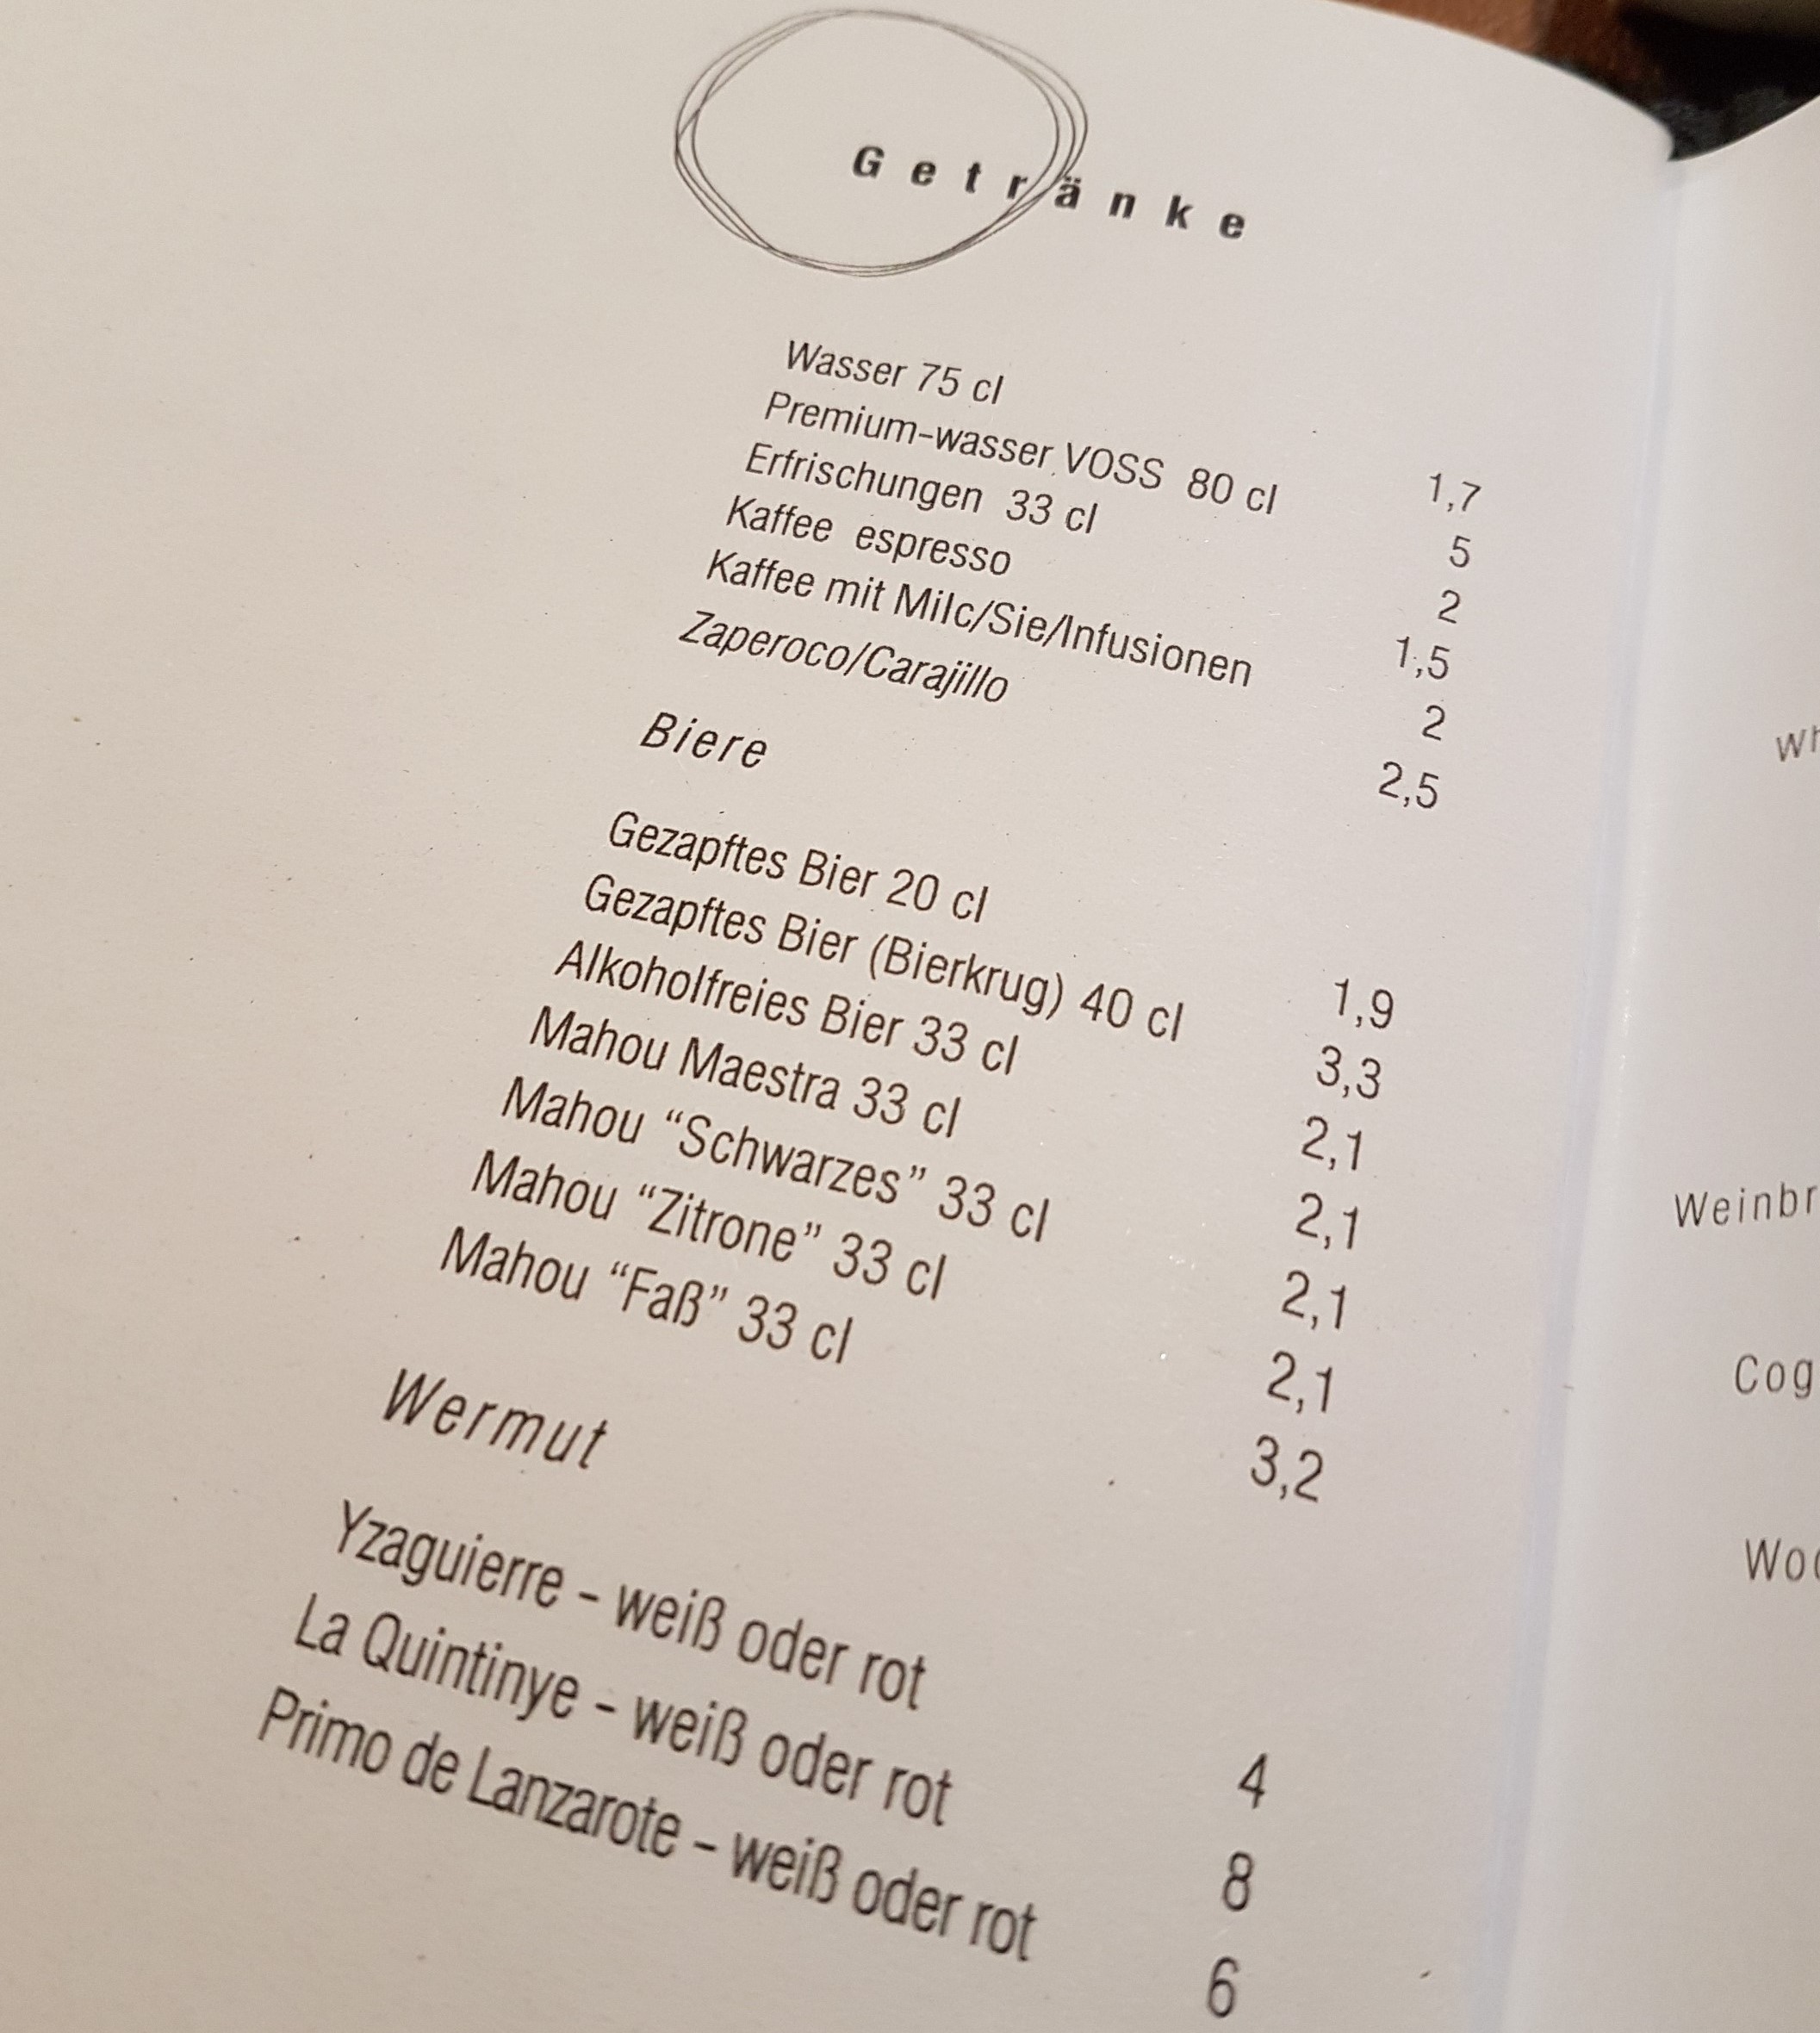 Getränke
Wasser 75 cl 1,7
Premium-wasser VOSS 80 cl 5
Erfrischungen 33 cl 2
Kaffee espresso 1,5
Kaffee mit Milc/Sie/Infusionen 2
Zaperoco/Carajillo 2,5
Biere
Gezapftes Bier 20 cl 1,9
Gezapftes Bier (Bierkrug) 40 cl 3,3
Alkoholfreies Bier 33 cl 2,1
Mahou Maestra 33 cl 2,1
Mahou “Schwarzes” 33 cl 2,1
Mahou “Zitrone” 33 cl 2,1
Mahou “Faß” 33 cl 3,2
Wermut
Yzaguierre - weiß oder rot 4
La Quintinye - weiß oder rot 8
Primo de Lanzarote - weiß oder rot 6
Weinbr
Cog